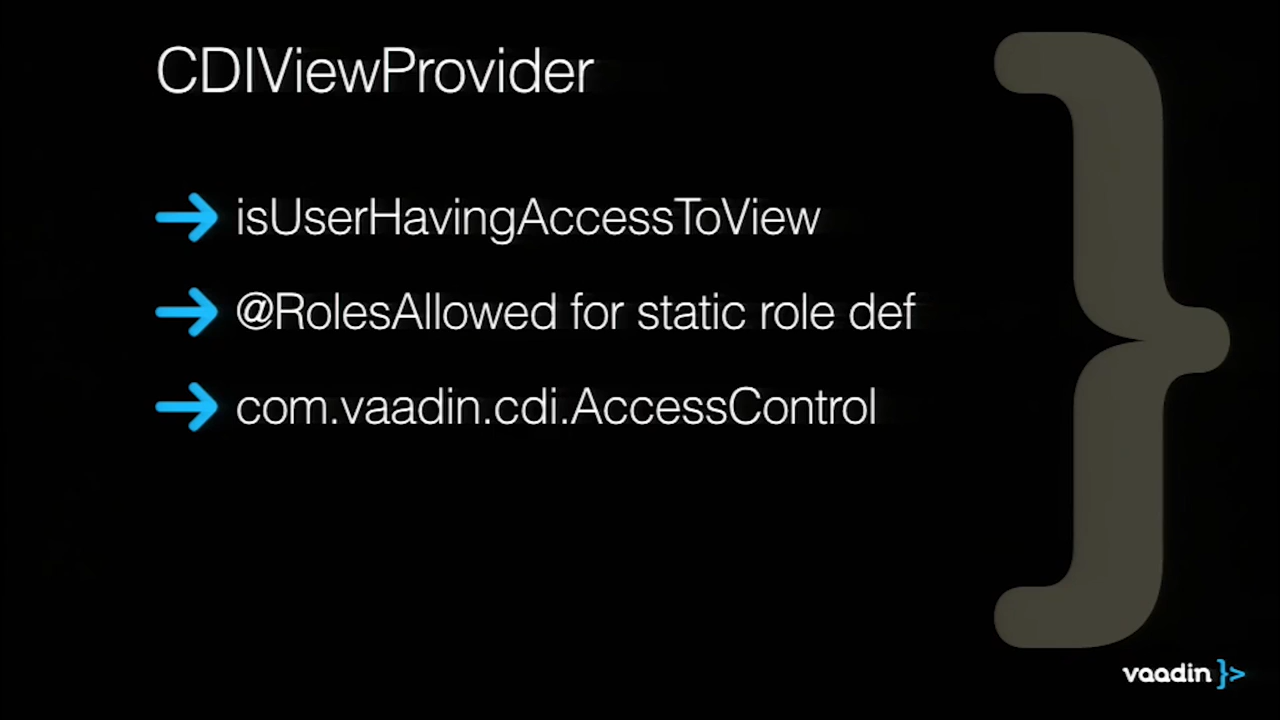 CDIViewProvider
isUserHavingAccessToView
@RolesAllowed for static role def
com.vaadin.cdi.AccessControl
vaadin }>